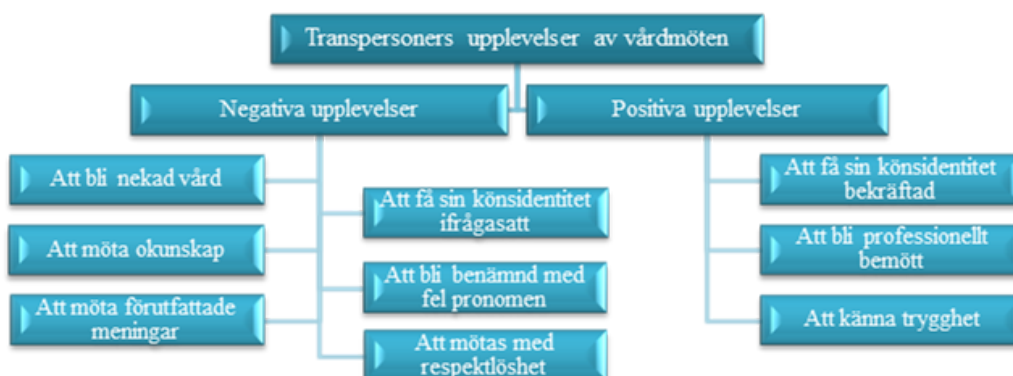 Transpersoners upplevelser av vårdmöten
Negativa upplevelser
Positiva upplevelser
Att bli nekad vård
Att möta okunskap
Att möta förutfattade
meningar
Att få sin könsidentitet
ifrågasatt
Att bli benämnd med
fel pronomen
Att mötas med
respektlöshet
Att få sin könsidentitet
bekräftad
Att bli professionellt
bemött
Att känna trygghet